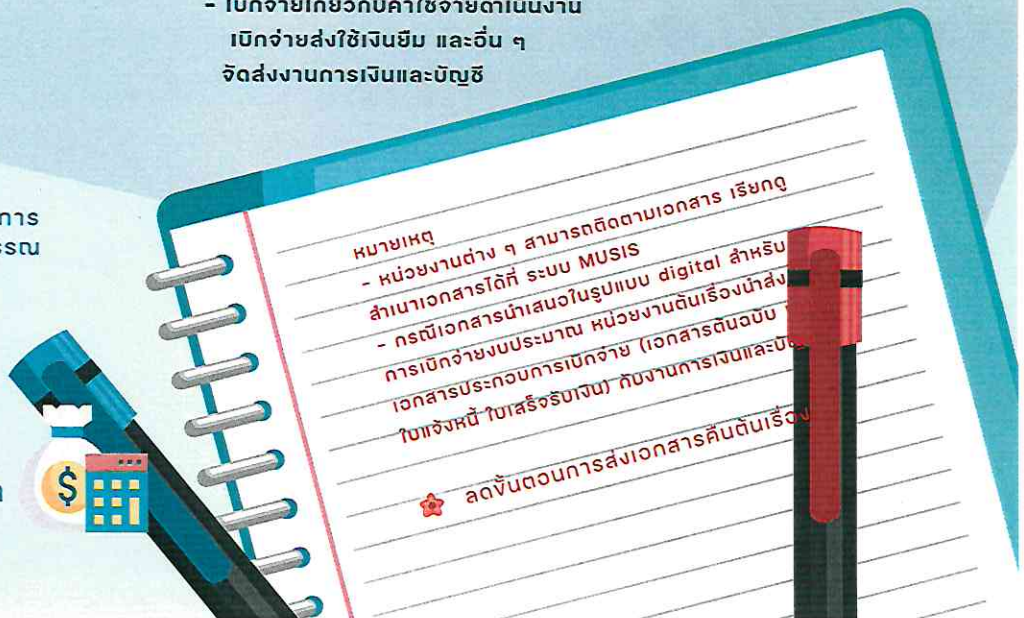 - เบิกจ่ายเกี่ยวกับค่าใช้จ่ายดำเนินงาน
เบิกจ่ายส่งใช้เงินยืม และอื่น ๆ
จัดส่งงานการเงินและบัญชี
การ
รรณ
หมายเหตุ
- หน่วยงานต่าง ๆ สามารถติดตามเอกสาร เรียกดู
สำเนาเอกสารได้ที่ ระบบ MUSIS
- กรณีเอกสารนำเสนอในรูปแบบ digital สำหรับ
การเบิกจ่ายงบประมาณ หน่วยงานต้นเรื่องนำส่ง
เอกสารประกอบการเบิกจ่าย (เอกสารต้นฉบับ
ใบแจ้งหนี้ ใบเสร็จรับเงิน) กับงานการเงินและ
ลดขั้นตอนการส่งเอกสารคืนต้นเรื่อง